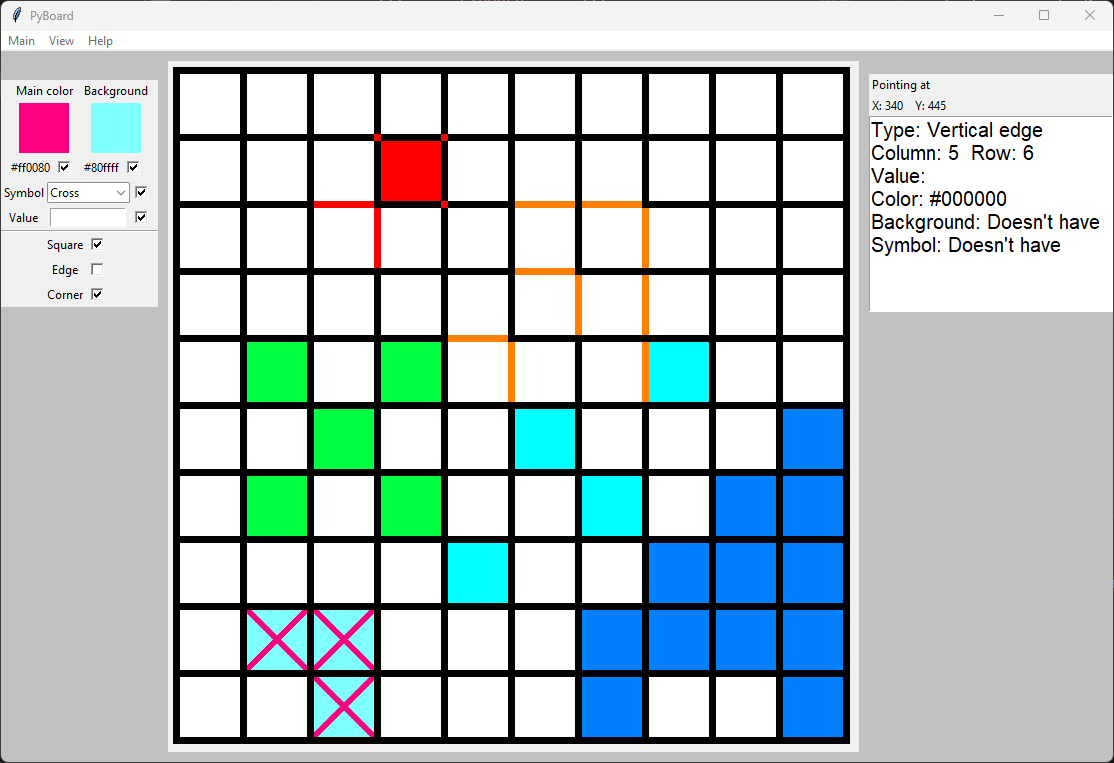 PyBoard
Main View Help
Main color Background
#ff0080 #80ffff
Symbol Cross
Value
Square
Edge
Corner
Pointing at
X: 340 Y: 445
Type: Vertical edge
Column: 5 Row: 6
Value:
Color: #000000
Background: Doesn't have
Symbol: Doesn't have